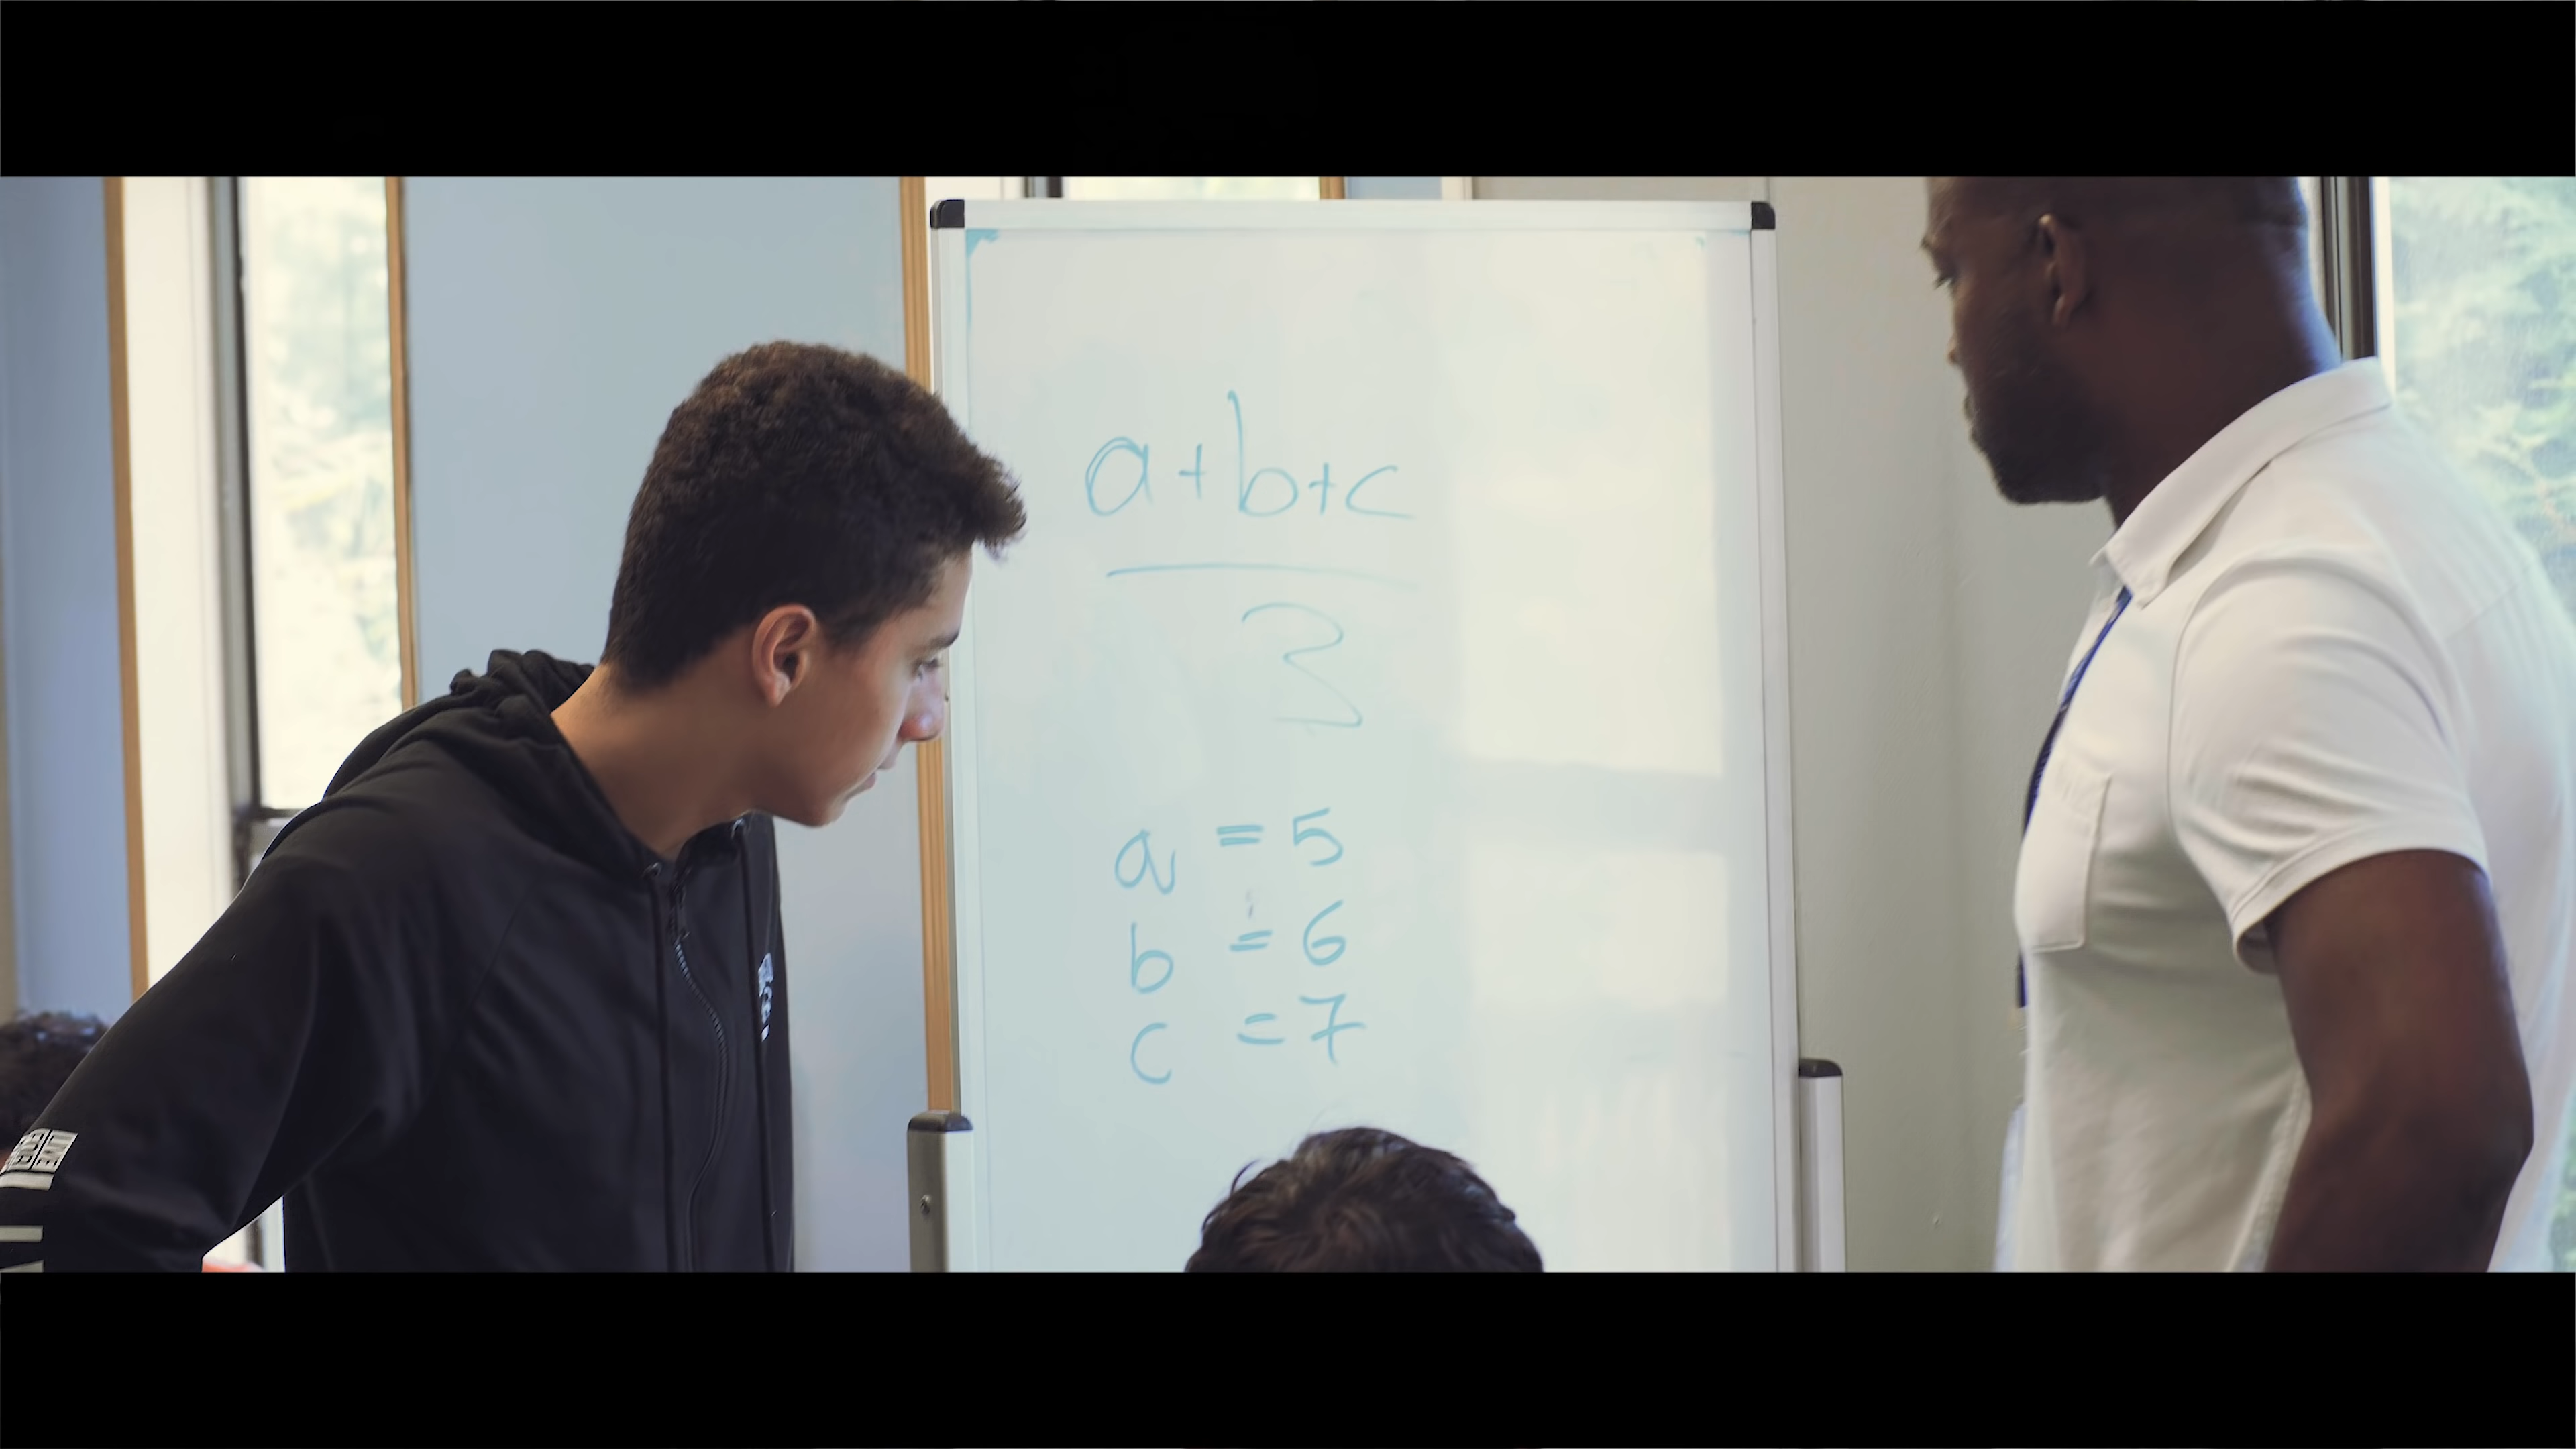 a+b+c
3
a = 5
b = 6
c = 7